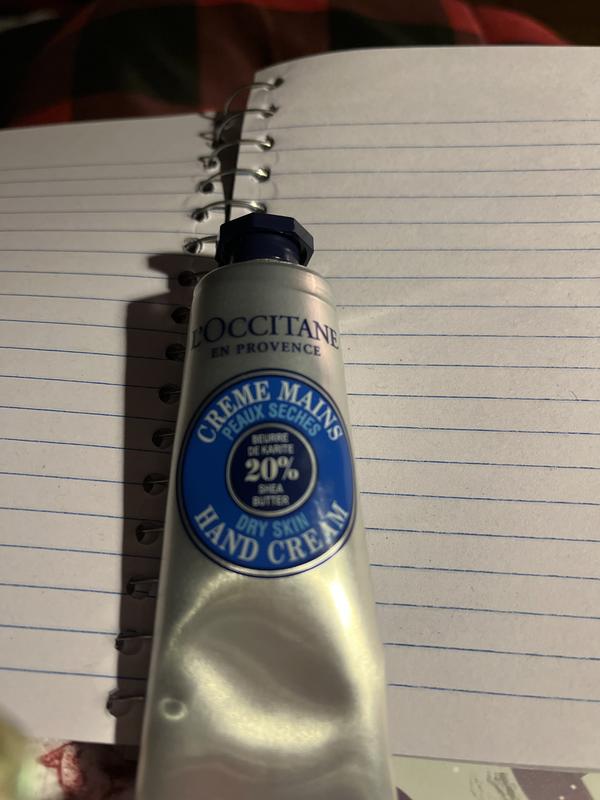 L'OCCITANE
EN PROVENCE
CREME MAINS
PEAUX SECHES
BEURRE
DE KARITE
20%
SHEA
BUTTER
DRY SKIN
HAND CREAM